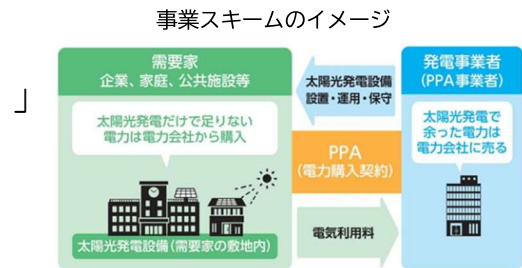 事業スキームのイメージ
」
需要家
企業、家庭、公共施設等
太陽光発電だけで足りない
電力は電力会社から購入
太陽光発電設備(需要家の敷地内)
太陽光発電設備
設置・運用・保守
PPA
(電力購入契約)
電気利用料
発電事業者
(PPA事業者)
太陽光発電で
余った電力は
電力会社に売る